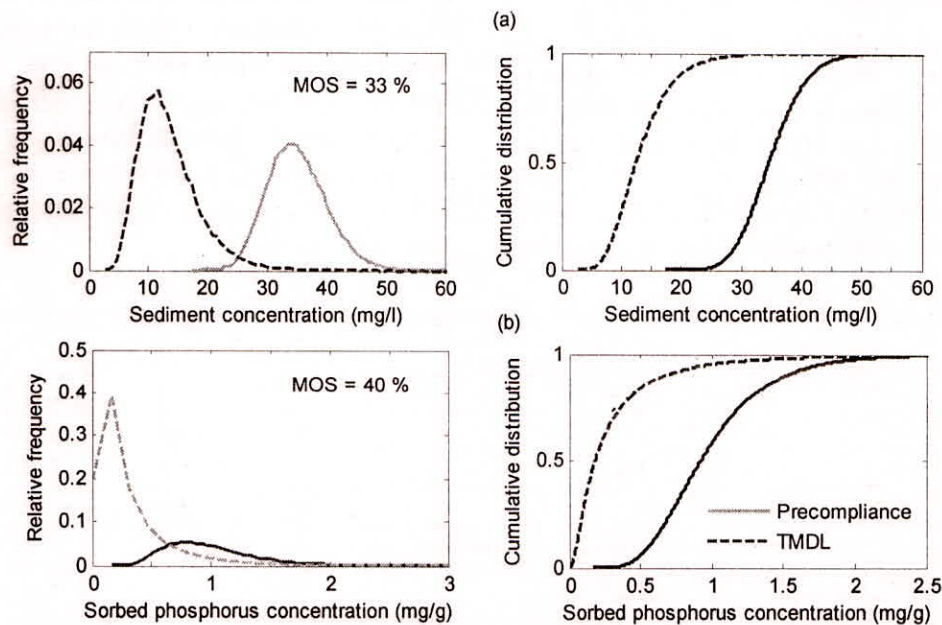 (a)
Relative frequency
0.06
0.04
0.02
0
MOS = 33 %
0 10 20 30 40 50 60
Sediment concentration (mg/l)
Cumulative distribution
1
0.5
0
0 10 20 30 40 50 60
Sediment concentration (mg/l)
(b)
Relative frequency
0.5
0.4
0.3
0.2
0.1
0
MOS = 40 %
0 1 2 3
Sorbed phosphorus concentration (mg/g)
Cumulative distribution
1
0.5
0
Precompliance
TMDL
0 0.5 1 1.5 2 2.5
Sorbed phosphorus concentration (mg/g)